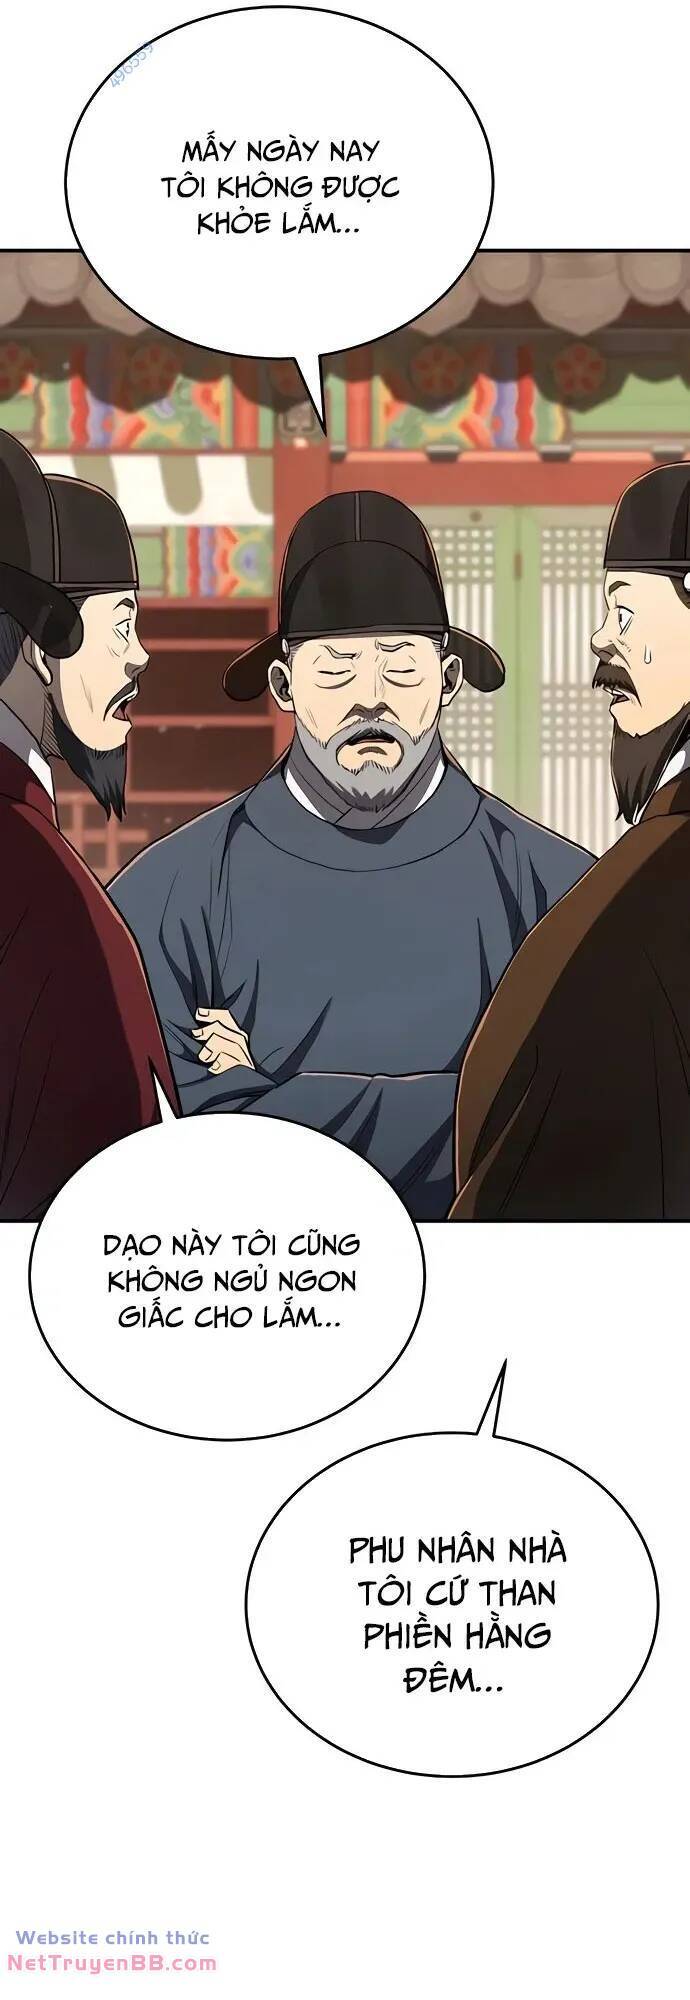 496559
MẤY NGÀY NAY
TÔI KHÔNG ĐƯỢC
KHỎE LẮM...
DẠO NÀY TÔI CŨNG
KHÔNG NGỦ NGON
GIẤC CHO LẮM...
PHU NHÂN NHÀ
TÔI CỨ THAN
PHIỀN HẰNG
ĐÊM...
Website chính thức
NetTruyenBB.com